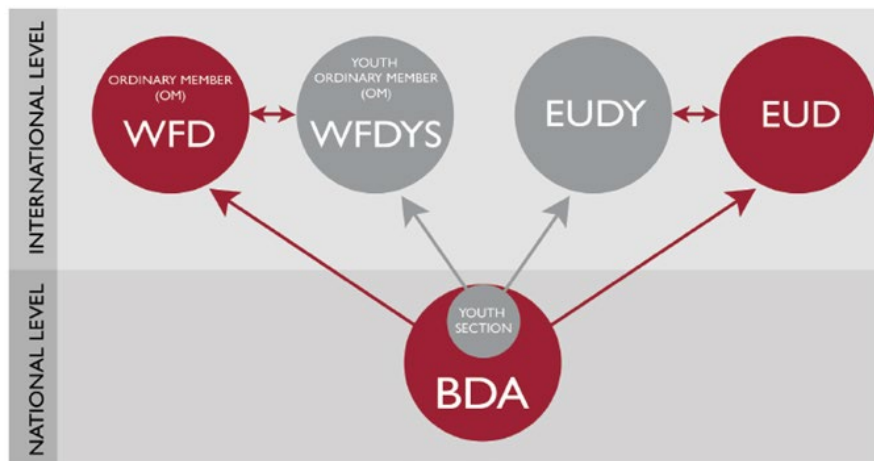 INTERNATIONAL LEVEL
ORDINARY MEMBER
(OM)
WFD
YOUTH
ORDINARY MEMBER
(OM)
WFDYS
EUDY
EUD
NATIONAL LEVEL
YOUTH
SECTION
BDA